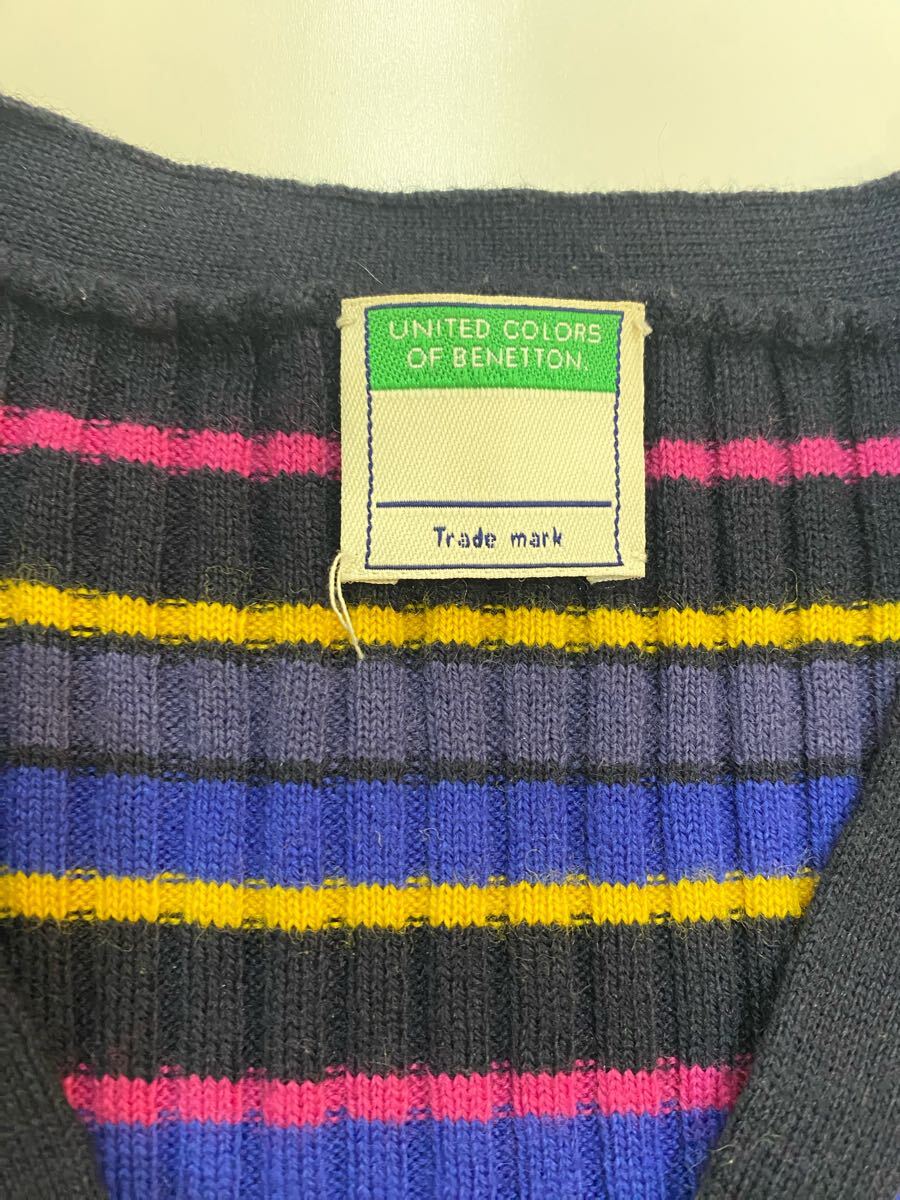 UNITED COLORS
OF BENETTON.
Trade mark